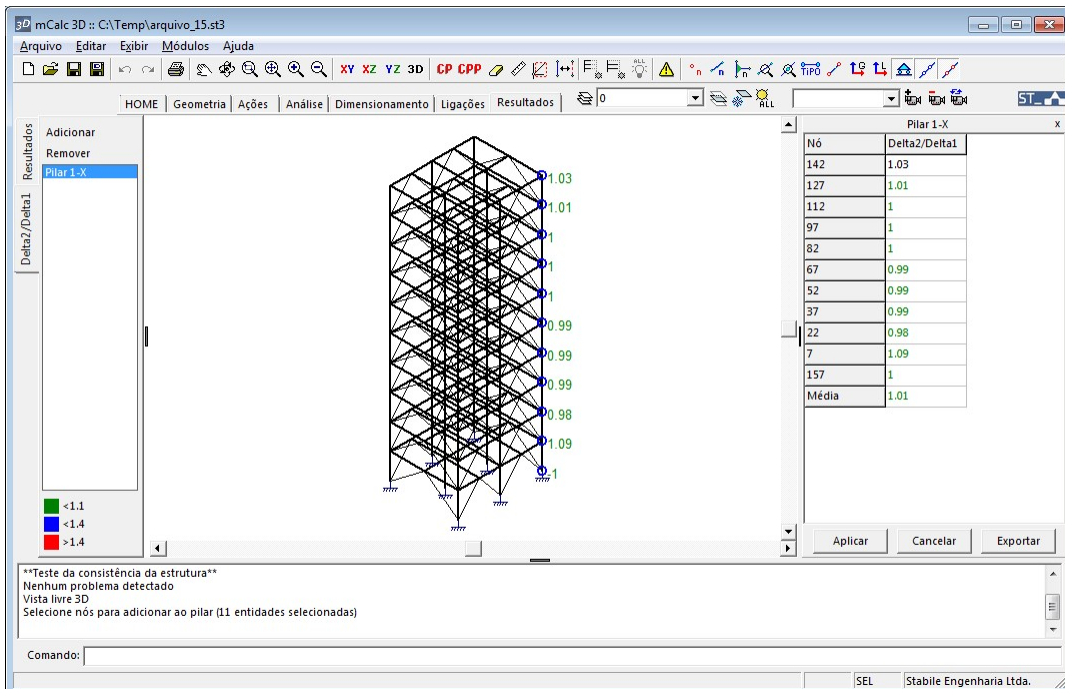 3D mCalc 3D :: C:\Temp\arquivo_15.st3
Arquivo Editar Exibir Módulos Ajuda
XY XZ YZ 3D CP CPP ALL TiPO
HOME Geometria Ações Análise Dimensionamento Ligações Resultados 0 ALL ST_
Resultados
Delta2/Delta1
Adicionar
Remover
Pilar 1-X
<1.1
<1.4
>1.4
1.03
1.01
1
1
1
0.99
0.99
0.99
0.98
1.09
-1
Pilar 1-X x
Nó Delta2/Delta1
142 1.03
127 1.01
112 1
97 1
82 1
67 0.99
52 0.99
37 0.99
22 0.98
7 1.09
157 1
Média 1.01
Aplicar Cancelar Exportar
**Teste da consistência da estrutura**
Nenhum problema detectado
Vista livre 3D
Selecione nós para adicionar ao pilar (11 entidades selecionadas)
Comando:
SEL Stabile Engenharia Ltda.